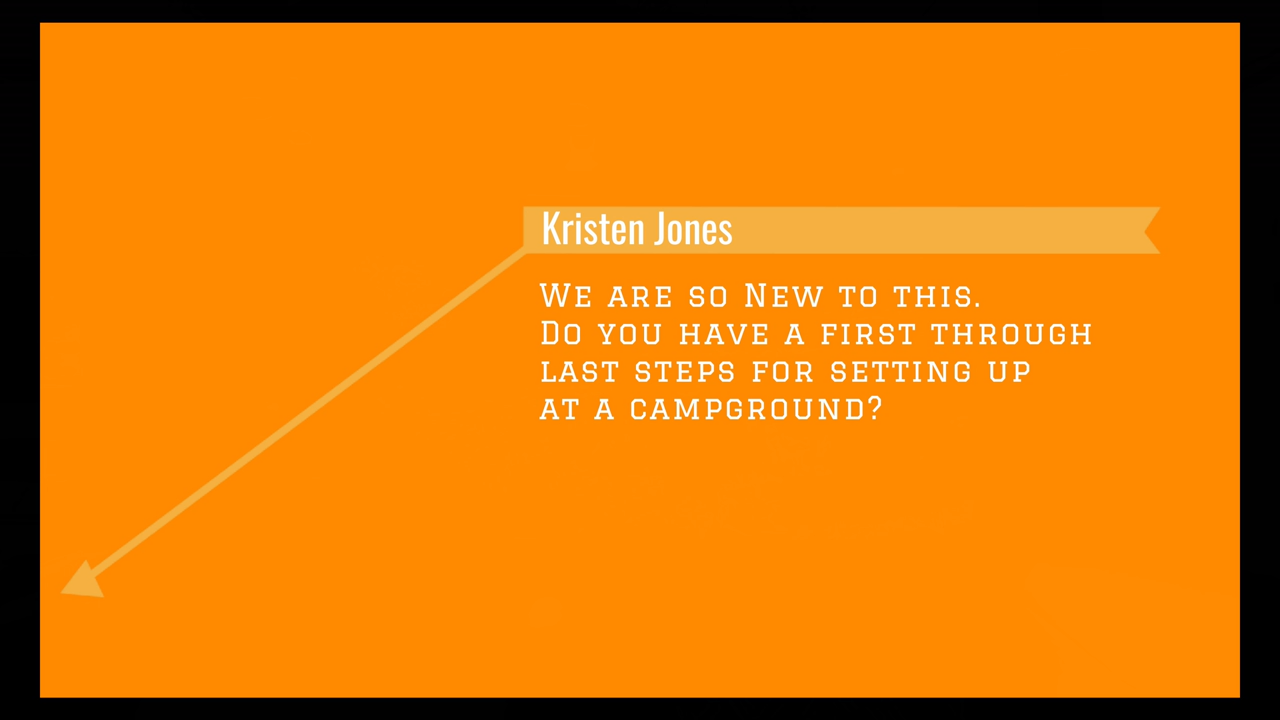 Kristen Jones
We are so New to this.
Do you have a first through
last steps for setting up
at a campground?